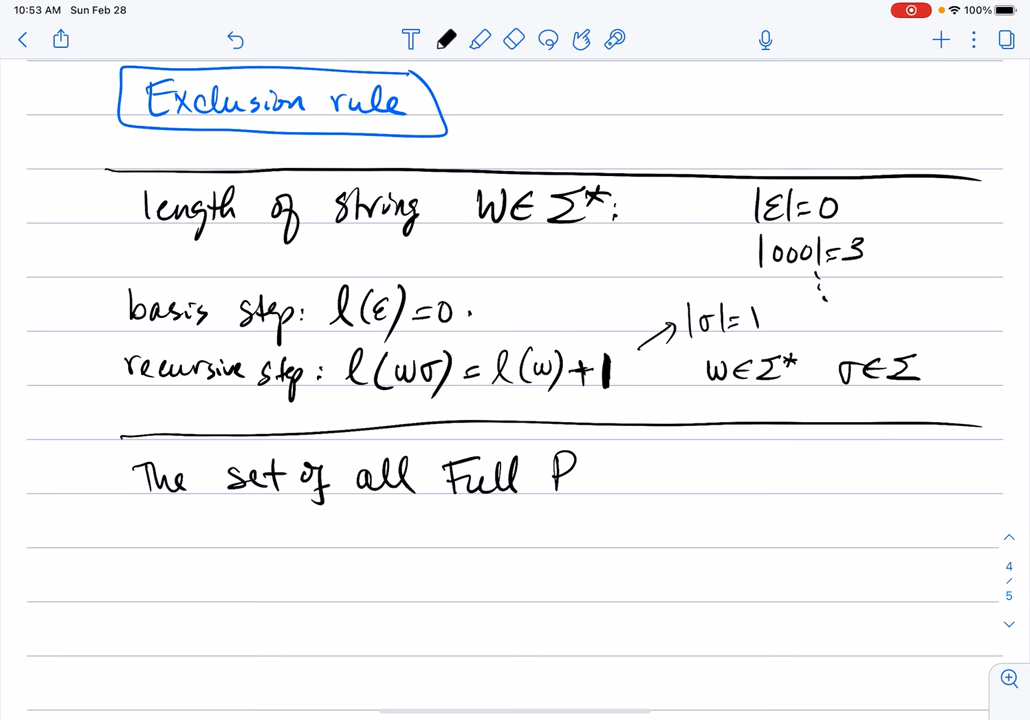 10:53 AM Sun Feb 28 100%
T
Exclusion rule
length of string W∈Σ*: |ε|=0
|000|=3
basis step: l(ε)=0.
|σ|=1
recursive step: l(wσ)=l(w)+1 w∈Σ* σ∈Σ
The set of all Full P
4
/
5